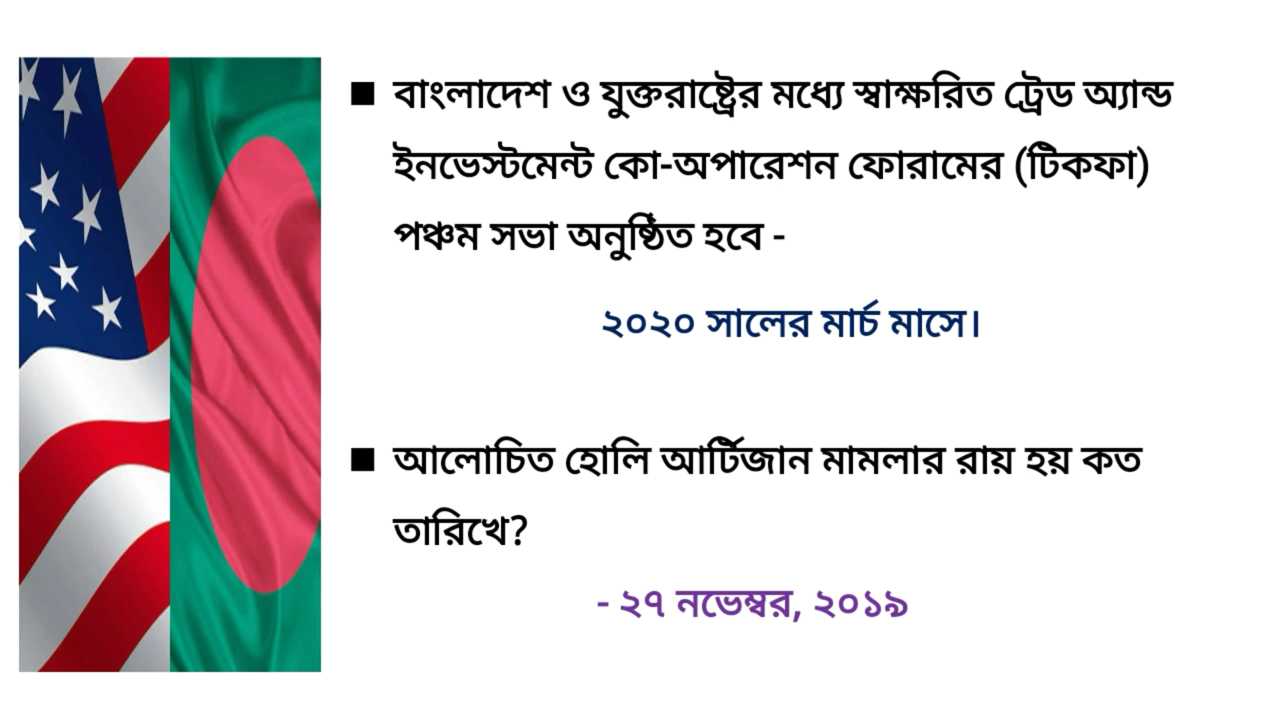 ■ বাংলাদেশ ও যুক্তরাষ্ট্রের মধ্যে স্বাক্ষরিত ট্রেড অ্যান্ড
ইনভেস্টমেন্ট কো-অপারেশন ফোরামের (টিকফা)
পঞ্চম সভা অনুষ্ঠিত হবে -
২০২০ সালের মার্চ মাসে।
■ আলোচিত হোলি আর্টিজান মামলার রায় হয় কত
তারিখে?
- ২৭ নভেম্বর, ২০১৯